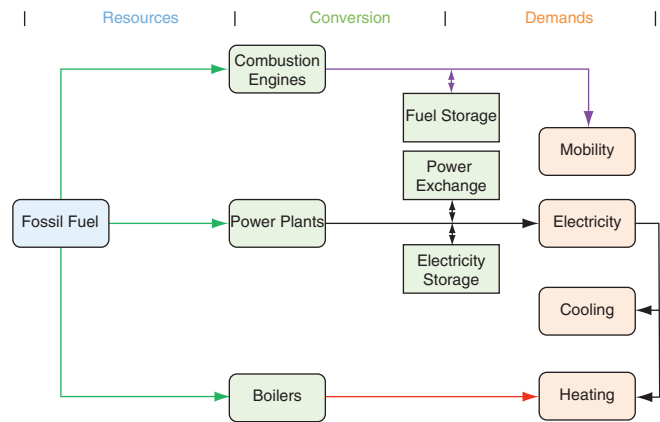 Resources
Conversion
Demands
Combustion
Engines
Fuel Storage
Mobility
Power
Exchange
Fossil Fuel
Power Plants
Electricity
Electricity
Storage
Cooling
Boilers
Heating